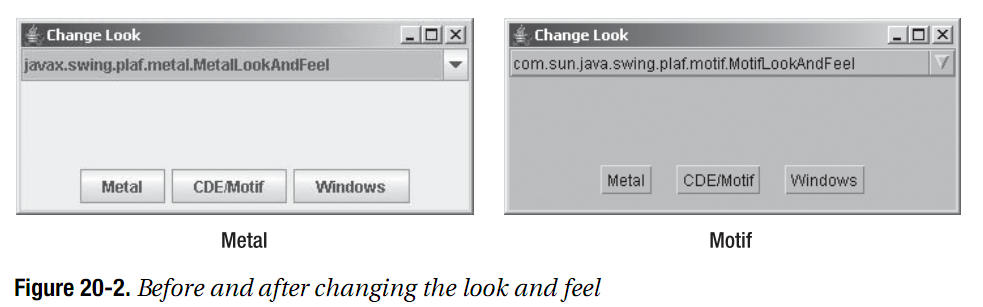 Change Look
javax.swing.plaf.metal.MetalLookAndFeel
Metal CDE/Motif Windows
Metal
Change Look
com.sun.java.swing.plaf.motif.MotifLookAndFeel
Metal CDE/Motif Windows
Motif
Figure 20-2. Before and after changing the look and feel